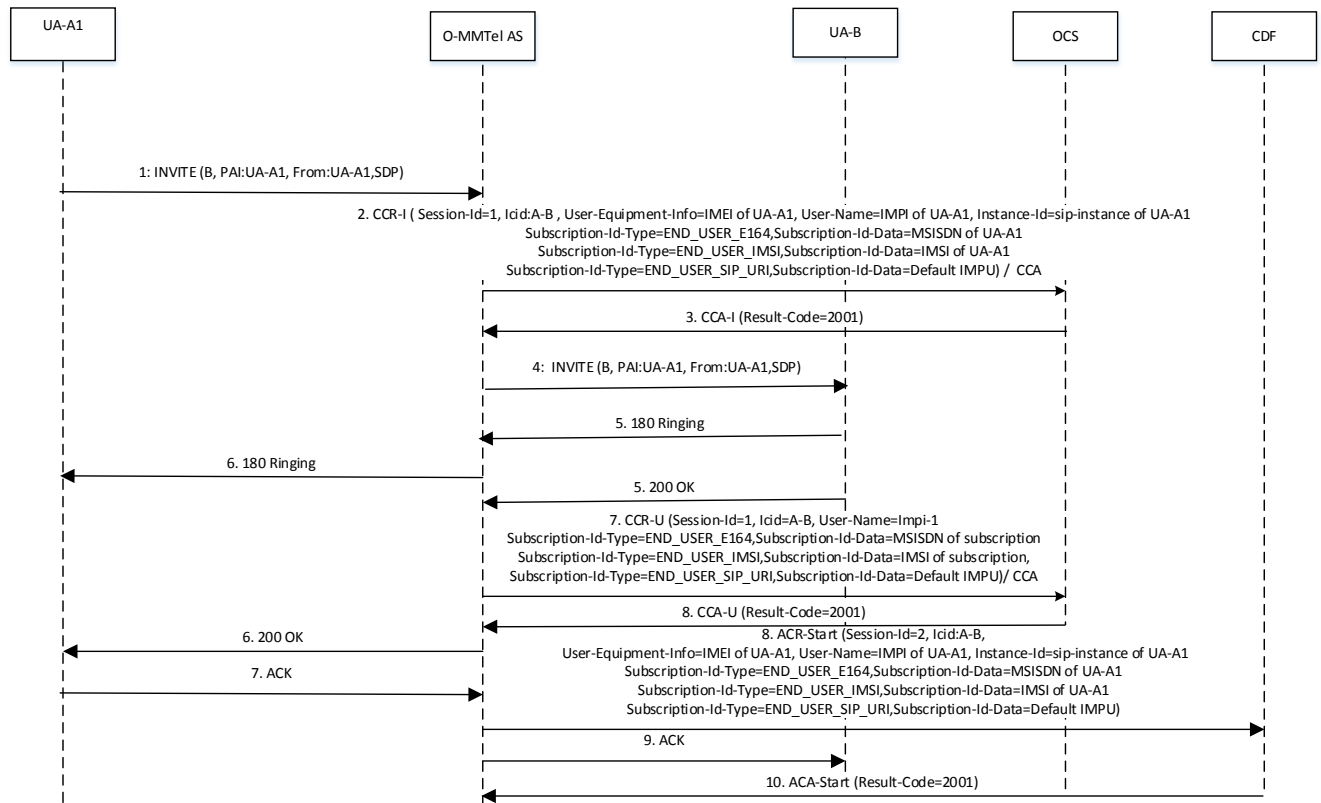 UA-A1
O-MMTel AS
UA-B
OCS
CDF
1: INVITE (B, PAI:UA-A1, From:UA-A1,SDP)
2. CCR-I ( Session-Id=1, Icid:A-B , User-Equipment-Info=IMEI of UA-A1, User-Name=IMPI of UA-A1, Instance-Id=sip-instance of UA-A1
Subscription-Id-Type=END_USER_E164,Subscription-Id-Data=MSISDN of UA-A1
Subscription-Id-Type=END_USER_IMSI,Subscription-Id-Data=IMSI of UA-A1
Subscription-Id-Type=END_USER_SIP_URI,Subscription-Id-Data=Default IMPU) / CCA
3. CCA-I (Result-Code=2001)
4: INVITE (B, PAI:UA-A1, From:UA-A1,SDP)
5. 180 Ringing
6. 180 Ringing
5. 200 OK
7. CCR-U (Session-Id=1, Icid=A-B, User-Name=Impi-1
Subscription-Id-Type=END_USER_E164,Subscription-Id-Data=MSISDN of subscription
Subscription-Id-Type=END_USER_IMSI,Subscription-Id-Data=IMSI of subscription,
Subscription-Id-Type=END_USER_SIP_URI,Subscription-Id-Data=Default IMPU)/ CCA
8. CCA-U (Result-Code=2001)
6. 200 OK
8. ACR-Start (Session-Id=2, Icid:A-B,
User-Equipment-Info=IMEI of UA-A1, User-Name=IMPI of UA-A1, Instance-Id=sip-instance of UA-A1
Subscription-Id-Type=END_USER_E164,Subscription-Id-Data=MSISDN of UA-A1
Subscription-Id-Type=END_USER_IMSI,Subscription-Id-Data=IMSI of UA-A1
Subscription-Id-Type=END_USER_SIP_URI,Subscription-Id-Data=Default IMPU)
7. ACK
9. ACK
10. ACA-Start (Result-Code=2001)